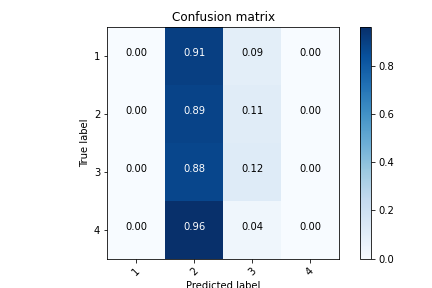 Confusion matrix
True label
1 0.00 0.91 0.09 0.00
2 0.00 0.89 0.11 0.00
3 0.00 0.88 0.12 0.00
4 0.00 0.96 0.04 0.00
1 2 3 4
Predicted label
0.8
0.6
0.4
0.2
0.0